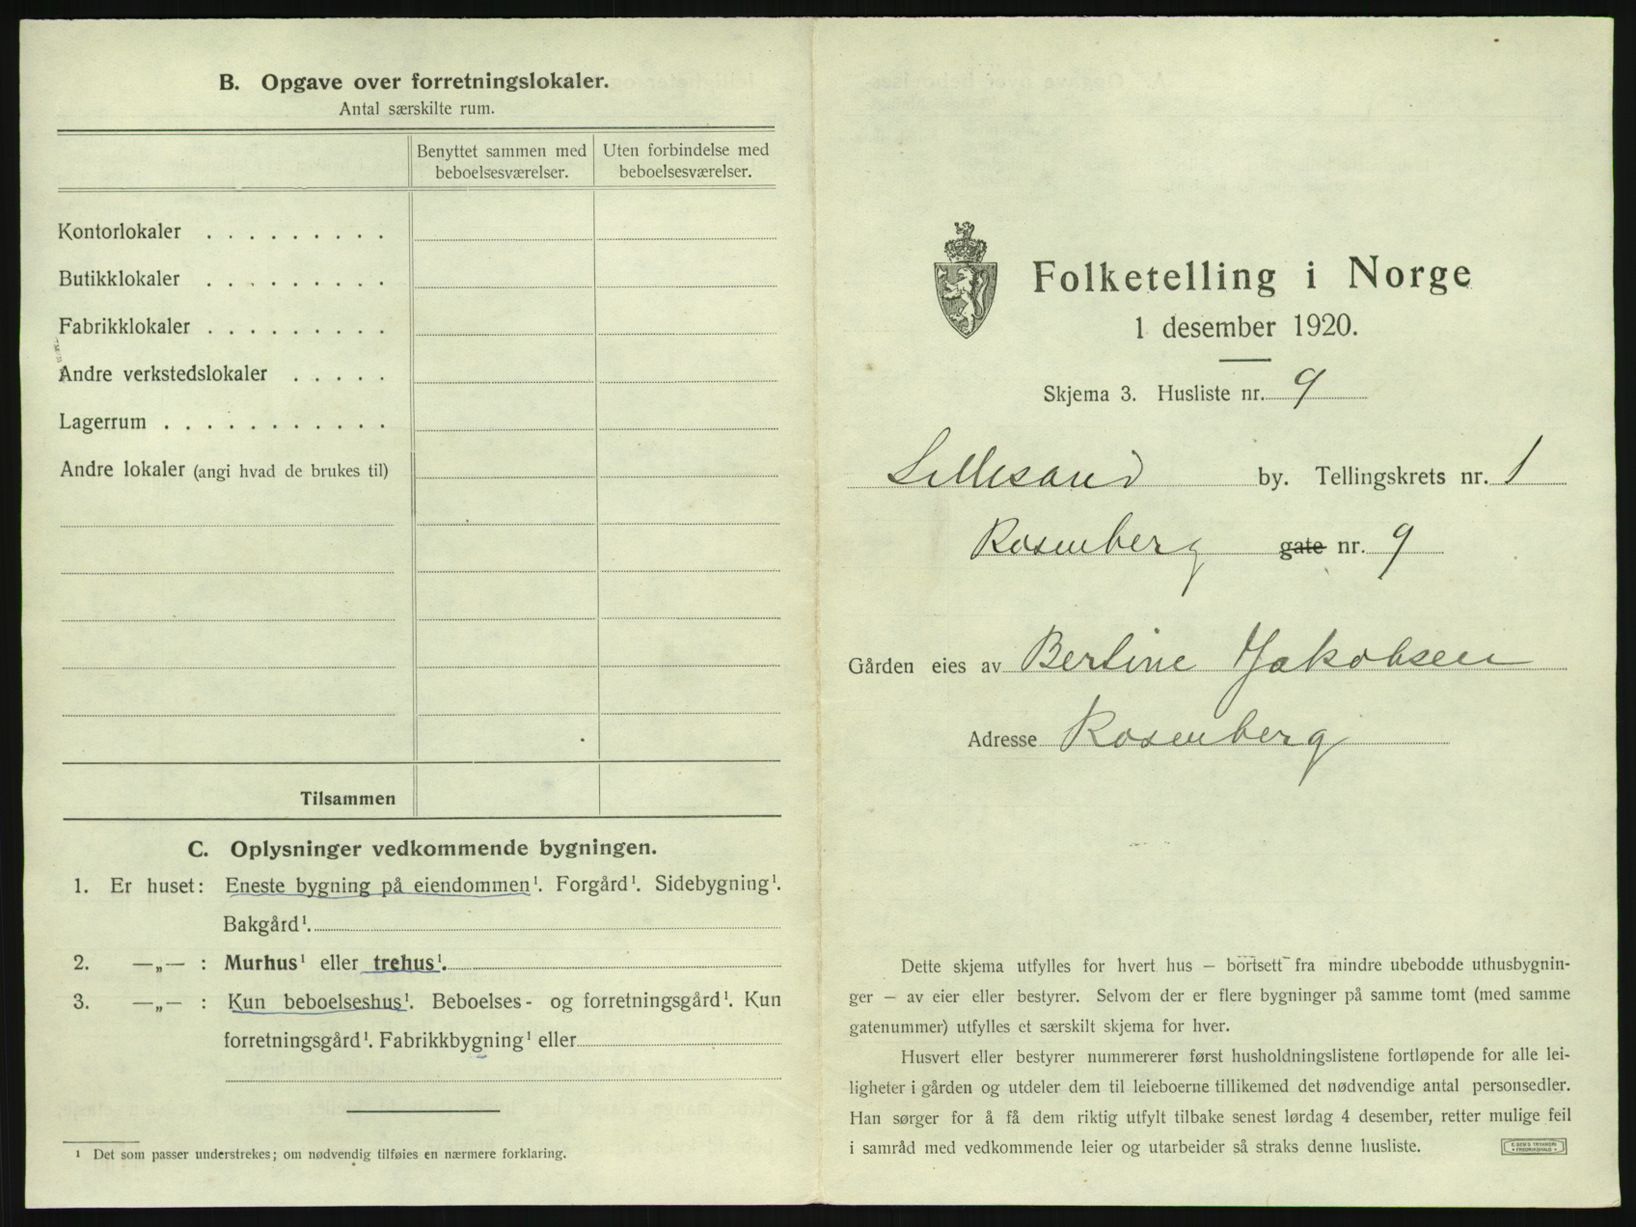 B. Opgave over forretningslokaler.
Antal særskilte rum.
Benyttet sammen med beboelsesværelser.
Uten forbindelse med beboelsesværelser.
Kontorlokaler . . . . . . . . .
Butikklokaler . . . . . . . . .
Fabrikklokaler . . . . . . . . .
Andre verkstedslokaler . . . . .
Lagerrum . . . . . . . . . . .
Andre lokaler (angi hvad de brukes til)
Tilsammen
C. Oplysninger vedkommende bygningen.
1. Er huset: Eneste bygning på eiendommen¹. Forgård¹. Sidebygning¹.
Bakgård¹.
2. —„— : Murhus¹ eller trehus¹.
3. —„— : Kun beboelseshus¹. Beboelses- og forretningsgård¹. Kun
forretningsgård¹. Fabrikkbygning¹ eller
¹ Det som passer understrekes; om nødvendig tilføies en nærmere forklaring.
Folketelling i Norge
1 desember 1920.
Skjema 3. Husliste nr. 9
Lillesand by. Tellingskrets nr. 1
Rosenberg gate nr. 9
Gården eies av Bertine Jakobsen
Adresse Rosenberg
Dette skjema utfylles for hvert hus — bortsett fra mindre ubebodde uthusbygnin-
ger — av eier eller bestyrer. Selvom der er flere bygninger på samme tomt (med samme
gatenummer) utfylles et særskilt skjema for hver.
Husvert eller bestyrer nummererer først husholdningslistene fortløpende for alle lei-
ligheter i gården og utdeler dem til leieboerne tillikemed det nødvendige antal personsedler.
Han sørger for å få dem riktig utfylt tilbake senest lørdag 4 desember, retter mulige feil
i samråd med vedkommende leier og utarbeider så straks denne husliste.